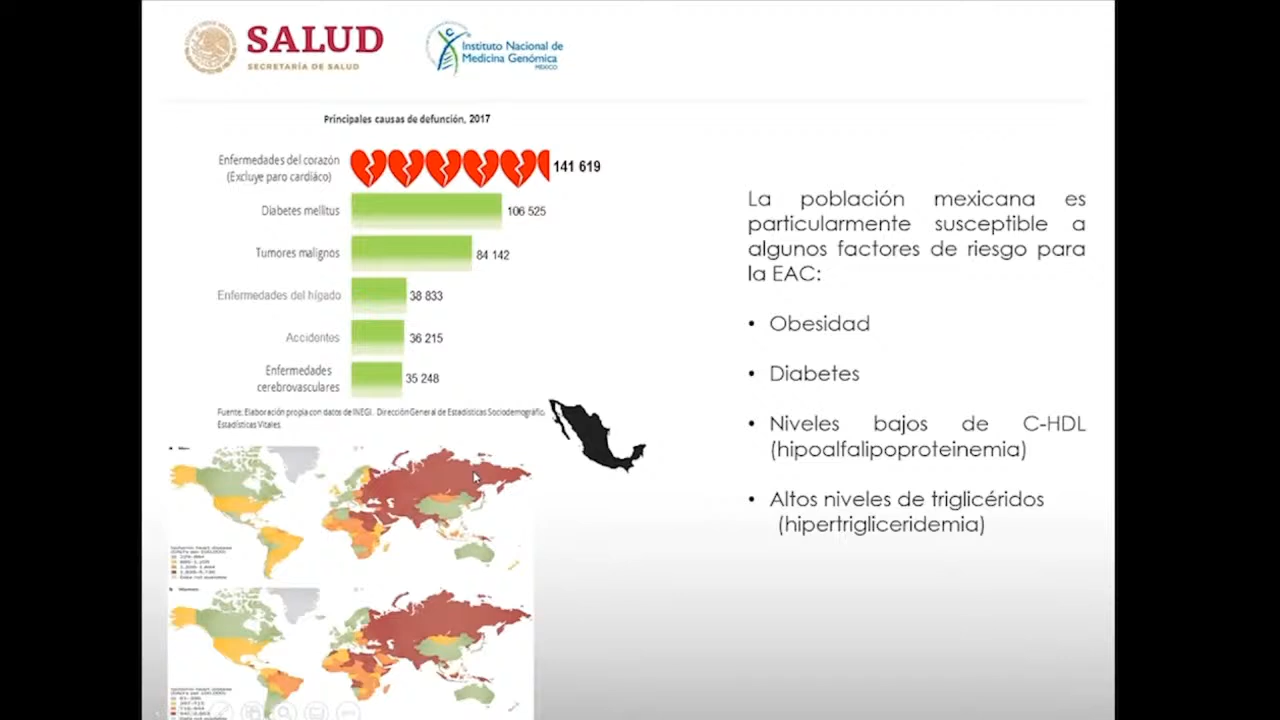 SALUD
SECRETARÍA DE SALUD
Instituto Nacional de
Medicina Genómica
MÉXICO
Principales causas de defunción, 2017
Enfermedades del corazón
(Excluye paro cardíaco)
141 619
Diabetes mellitus
106 525
Tumores malignos
84 142
Enfermedades del hígado
38 833
Accidentes
36 215
Enfermedades
cerebrovasculares
35 248
Fuente. Elaboración propia con datos de INEGI. Dirección General de Estadísticas Sociodemográfic
Estadísticas Vitales
La población mexicana es
particularmente susceptible a
algunos factores de riesgo para
la EAC:
• Obesidad
• Diabetes
• Niveles bajos de C-HDL
(hipoalfalipoproteinemia)
• Altos niveles de triglicéridos
(hipertrigliceridemia)